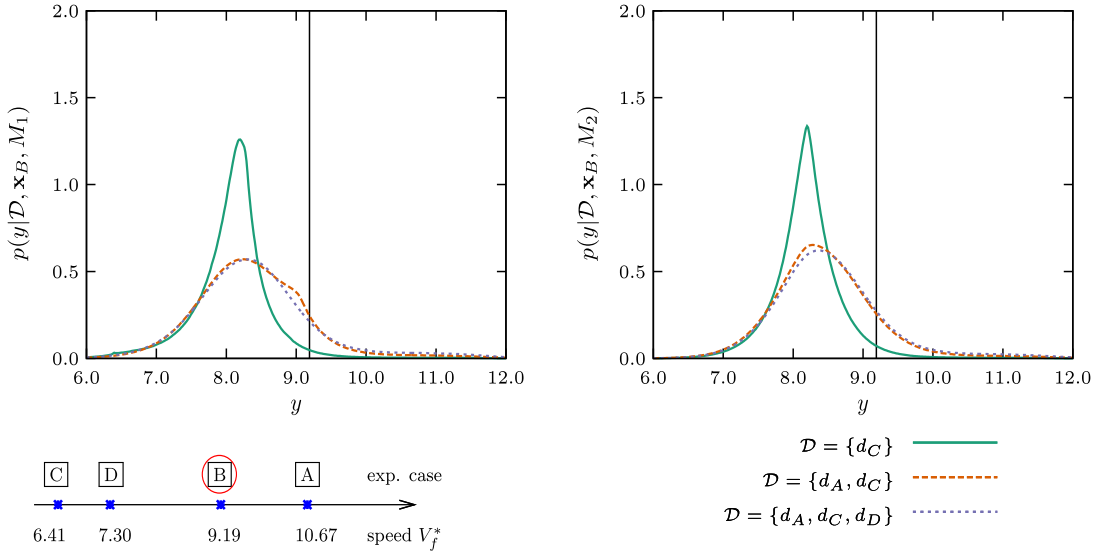 2.0
1.5
1.0
0.5
0.0
6.0 7.0 8.0 9.0 10.0 11.0 12.0
y
p(y|𝒟, x_B, M_1)
2.0
1.5
1.0
0.5
0.0
6.0 7.0 8.0 9.0 10.0 11.0 12.0
y
p(y|𝒟, x_B, M_2)
C D B A exp. case
6.41 7.30 9.19 10.67 speed V_f^*
𝒟 = {d_C}
𝒟 = {d_A, d_C}
𝒟 = {d_A, d_C, d_D}